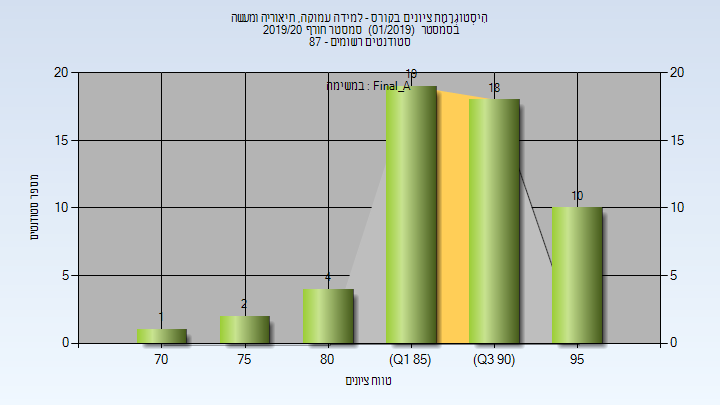 היסטוגרמת ציונים בקורס - למידה עמוקה, תיאוריה ומעשה
בסמסטר (01/2019) סמסטר חורף 2019/20
סטודנטים רשומים - 87
במשימה : Final_A
20
15
10
5
0
20
15
10
5
0
מספר סטודנטים
1
2
4
19
18
10
70
75
80
(Q1 85)
(Q3 90)
95
טווח ציונים